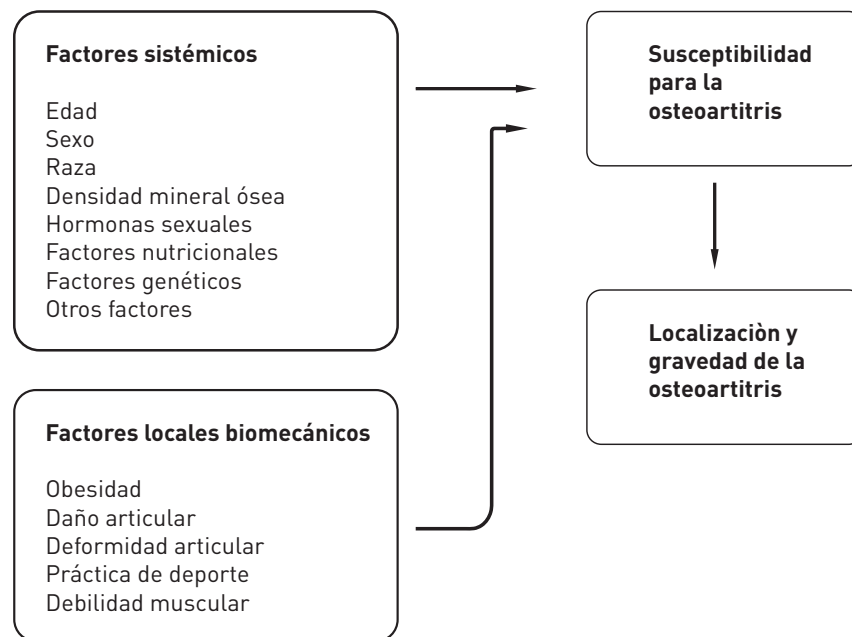 Factores sistémicos
Edad
Sexo
Raza
Densidad mineral ósea
Hormonas sexuales
Factores nutricionales
Factores genéticos
Otros factores
Factores locales biomecánicos
Obesidad
Daño articular
Deformidad articular
Práctica de deporte
Debilidad muscular
Susceptibilidad
para la
osteoartitris
Localizaciòn y
gravedad de la
osteoartitris